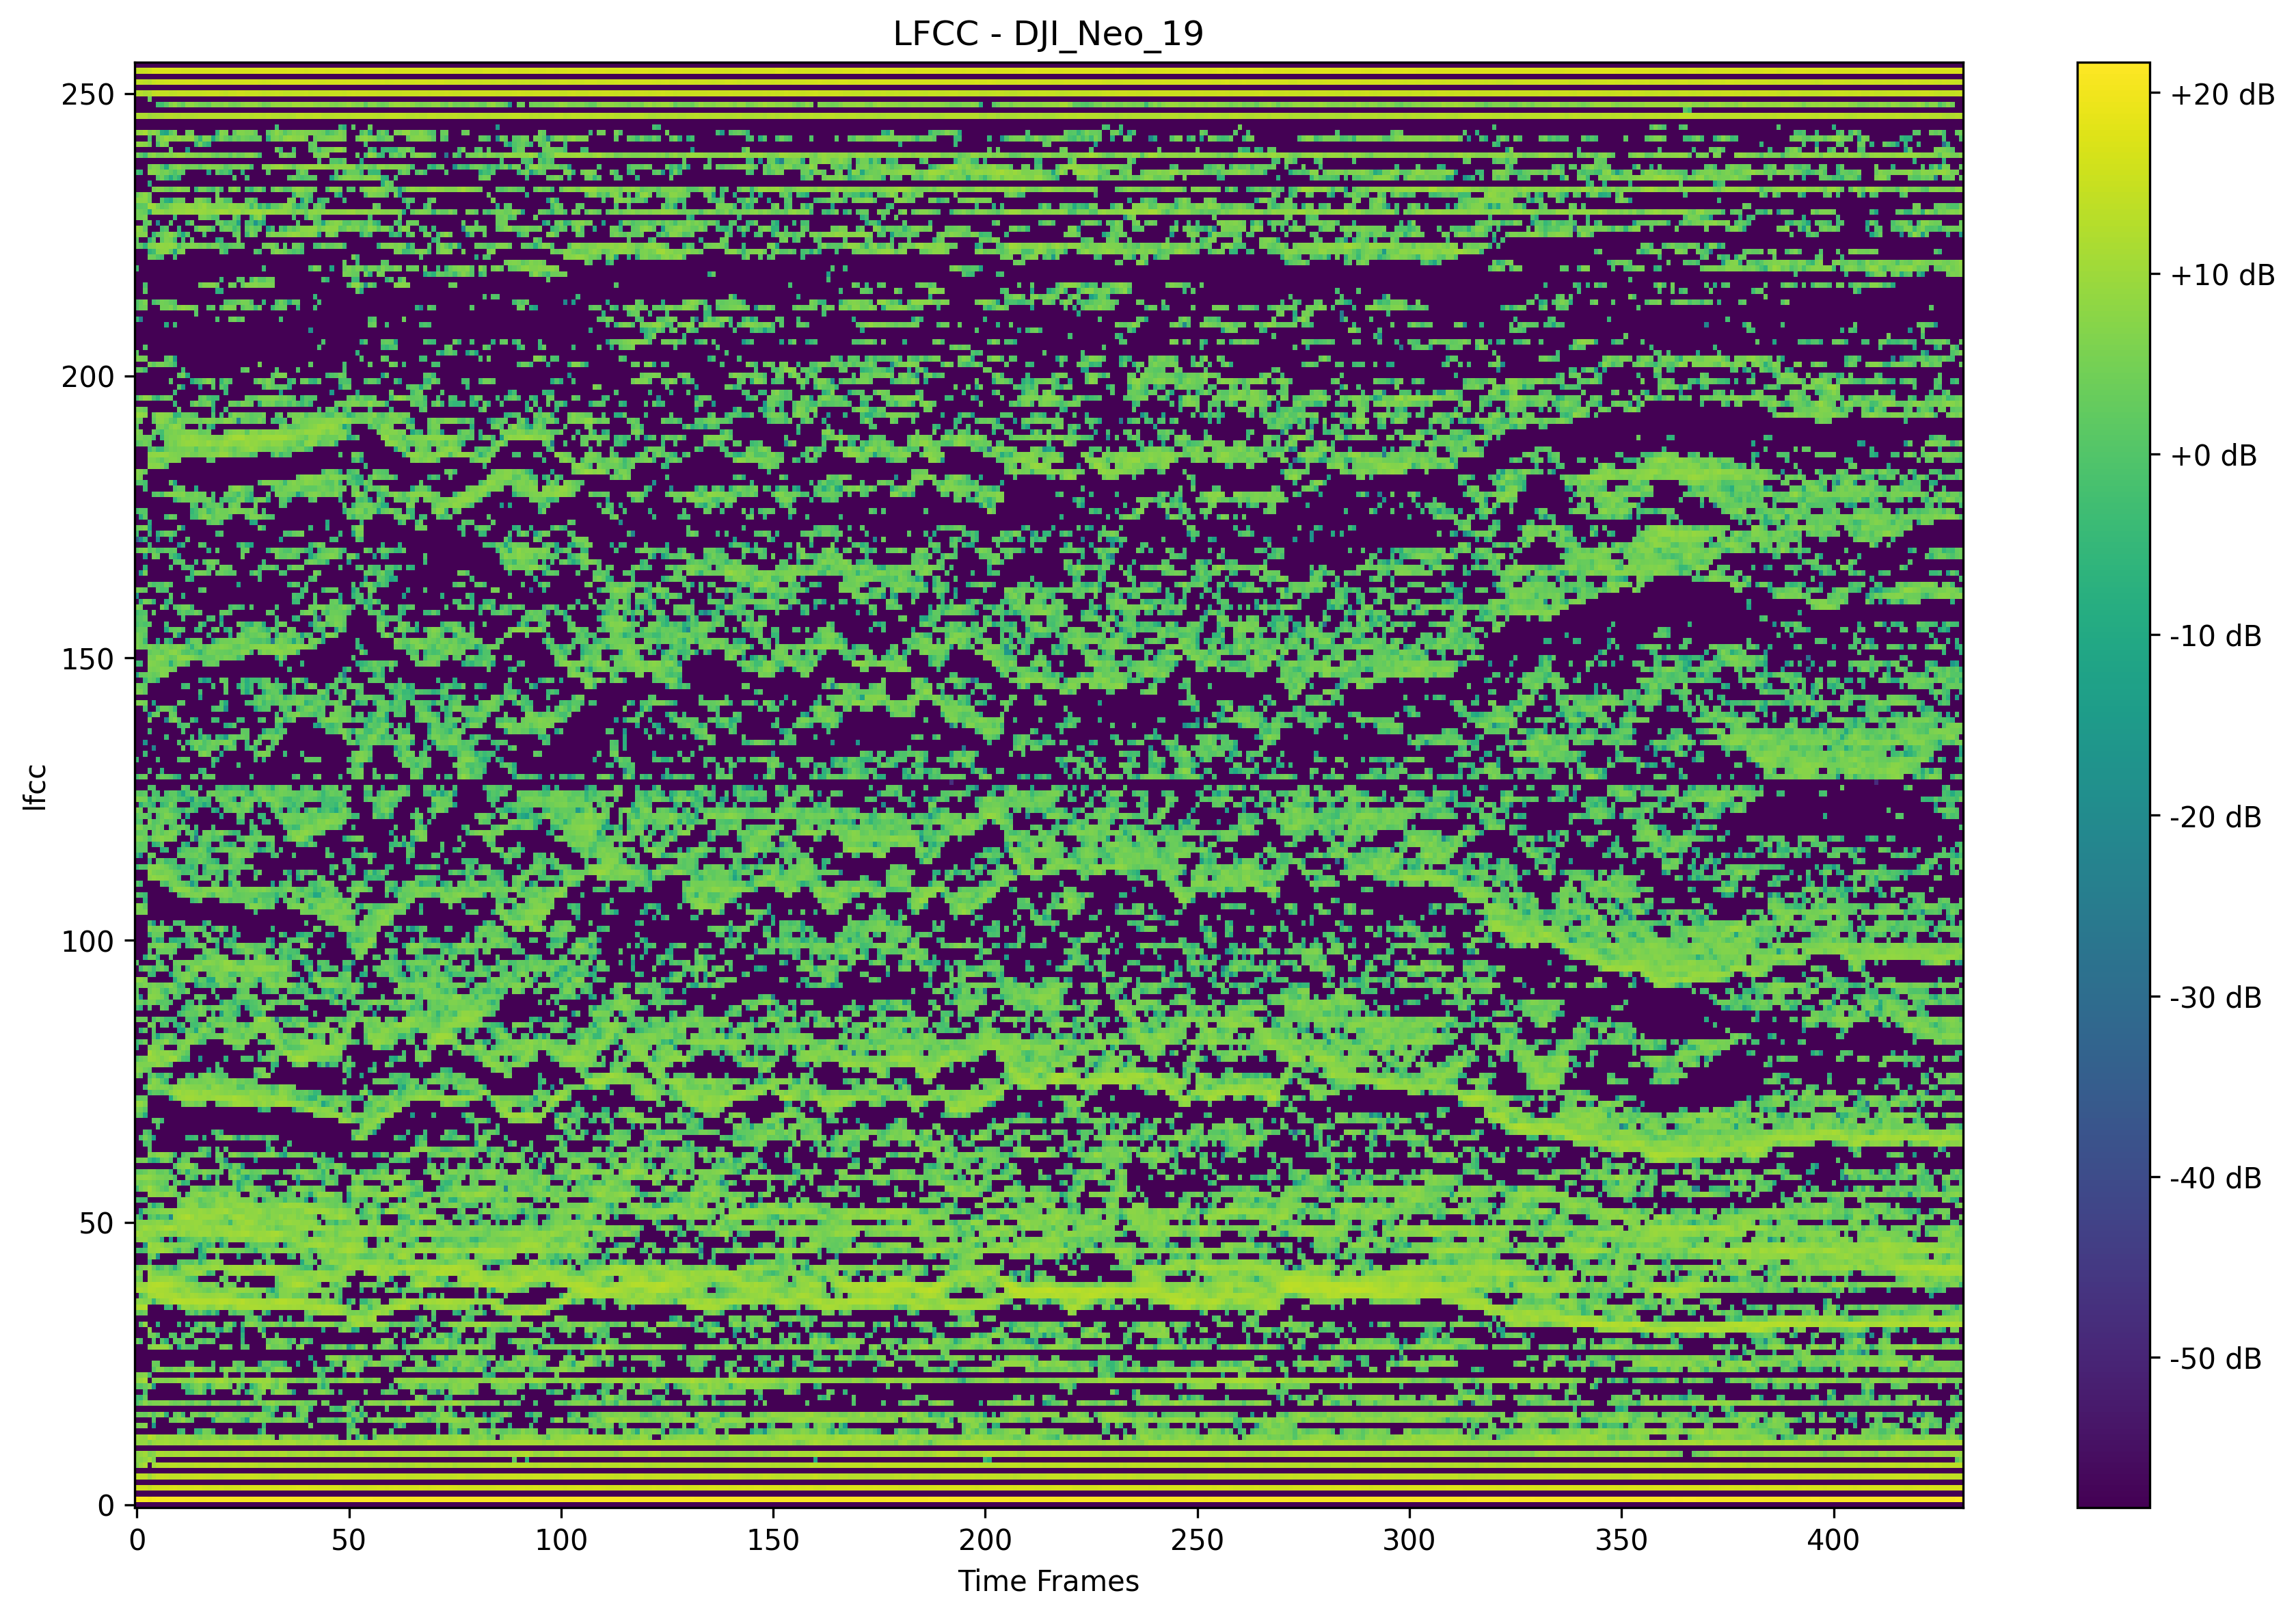 LFCC - DJI_Neo_19
250
200
150
100
50
0
lfcc
0 50 100 150 200 250 300 350 400
Time Frames
+20 dB
+10 dB
+0 dB
-10 dB
-20 dB
-30 dB
-40 dB
-50 dB